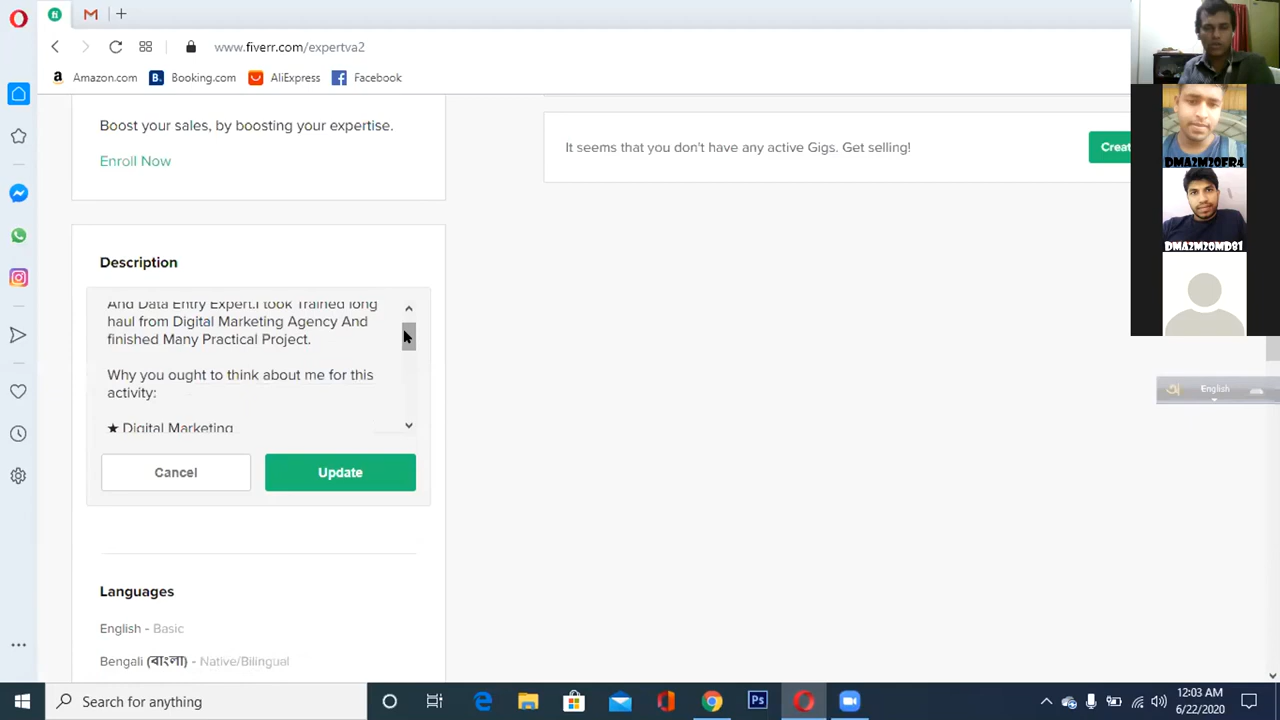 www.fiverr.com/expertva2
Amazon.com
B. Booking.com
AliExpress
Facebook
Boost your sales, by boosting your expertise.
Enroll Now
It seems that you don't have any active Gigs. Get selling!
Creat
DMA2M20FR4
DMA2M20MD81
Description
And Data Entry Expert.I took Trained long
haul from Digital Marketing Agency And
finished Many Practical Project.
Why you ought to think about me for this
activity:
★ Digital Marketing
Cancel
Update
অ English
Languages
English - Basic
Bengali (বাংলা) - Native/Bilingual
Search for anything
Ps
12:03 AM
6/22/2020